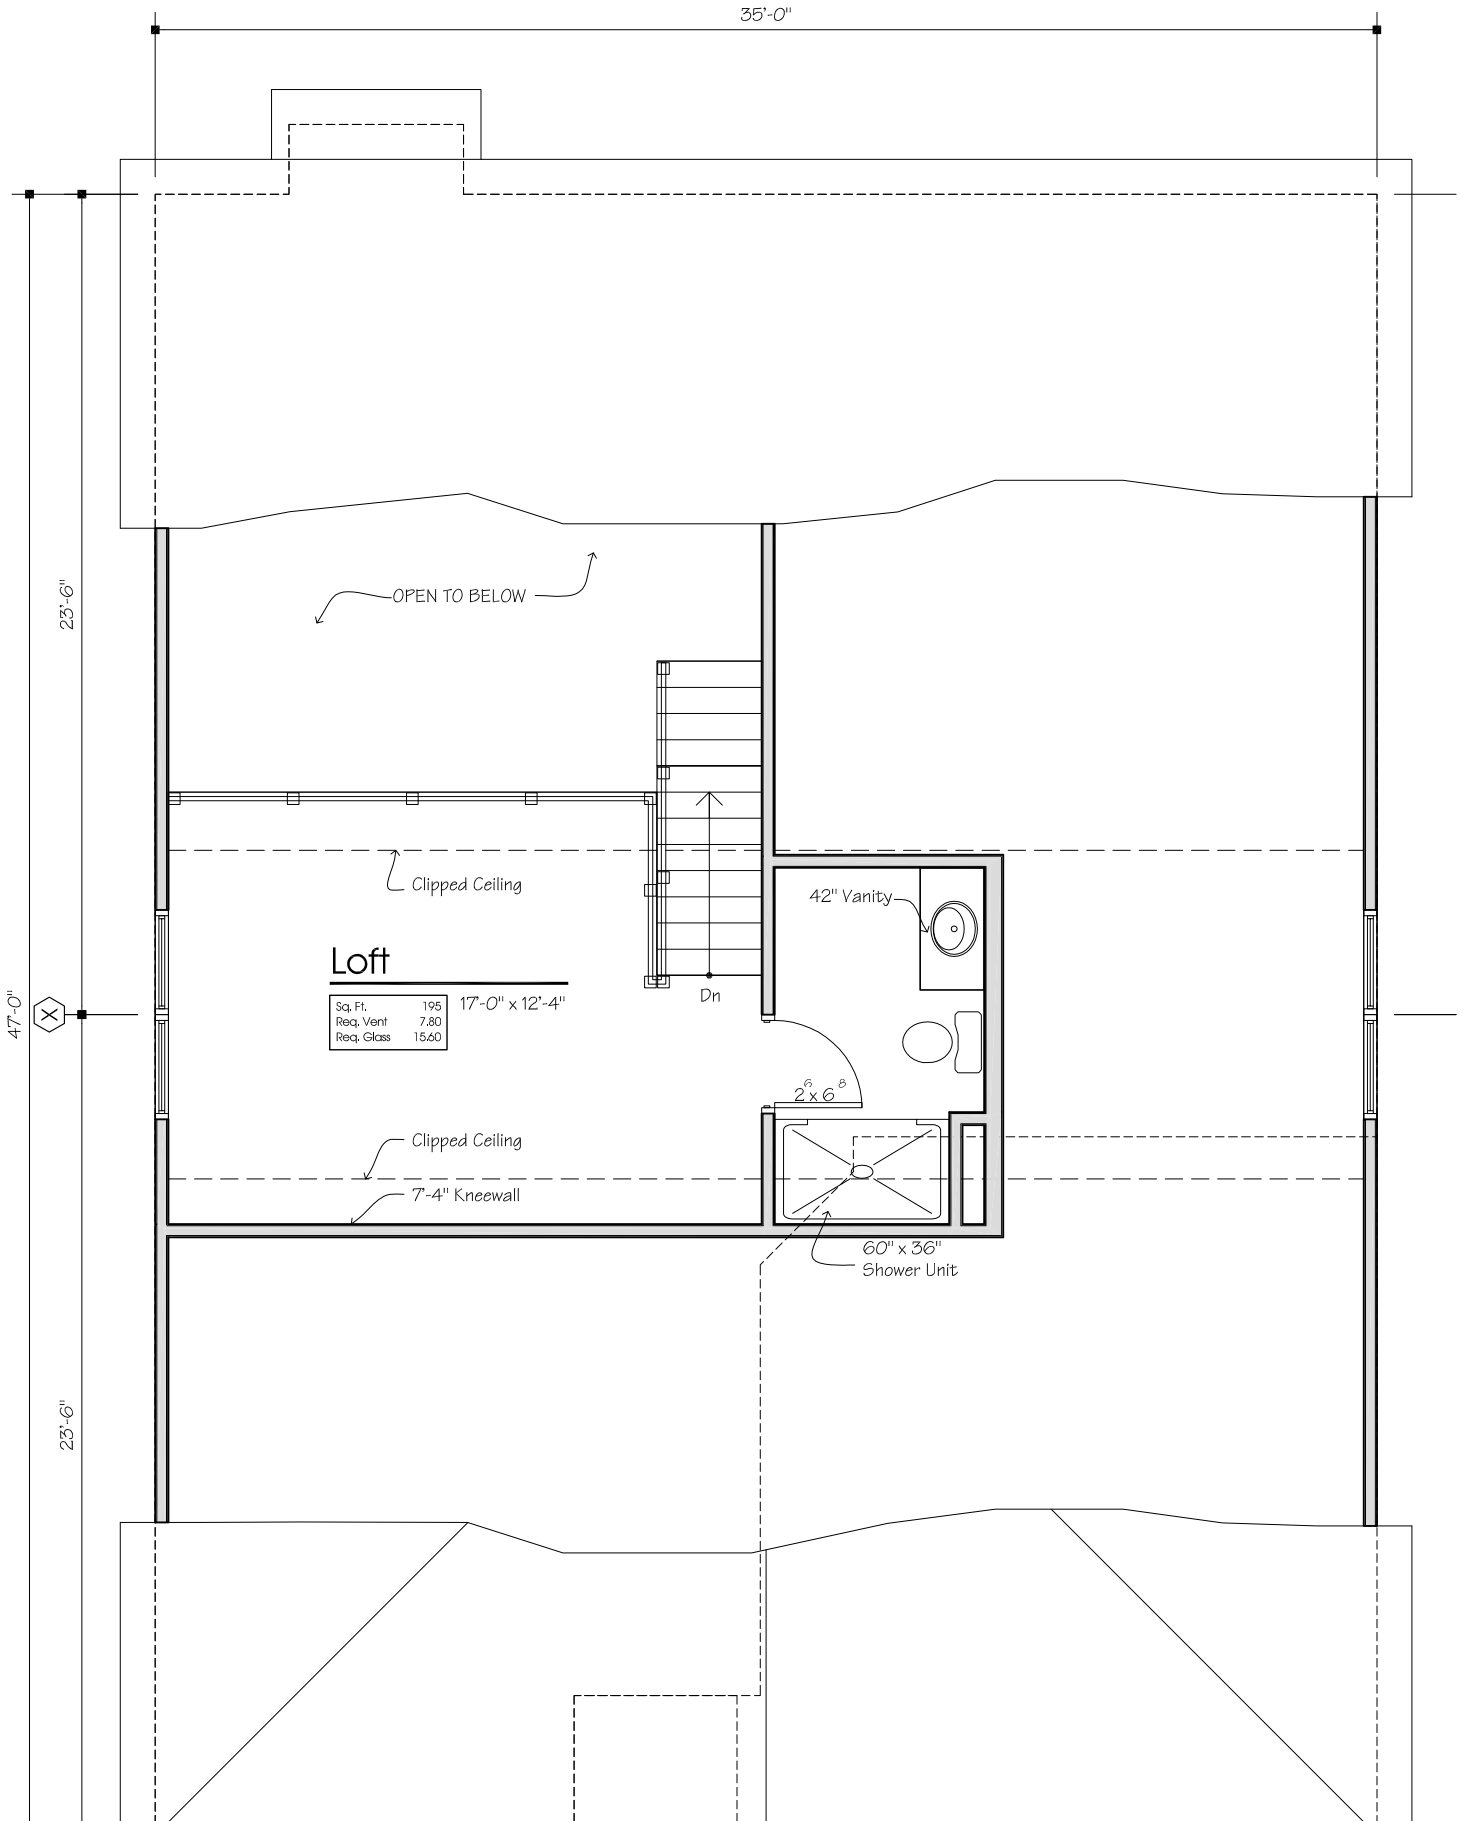 35'-0"
23'-6"
OPEN TO BELOW
Clipped Ceiling
42" Vanity
Loft
17'-0" x 12'-4"
Sq. Ft. 195
Req. Vent 7.80
Req. Glass 15.60
Dn
47'-0"
X
2⁶ x 6⁸
Clipped Ceiling
7'-4" Kneewall
60" x 36"
Shower Unit
23'-6"